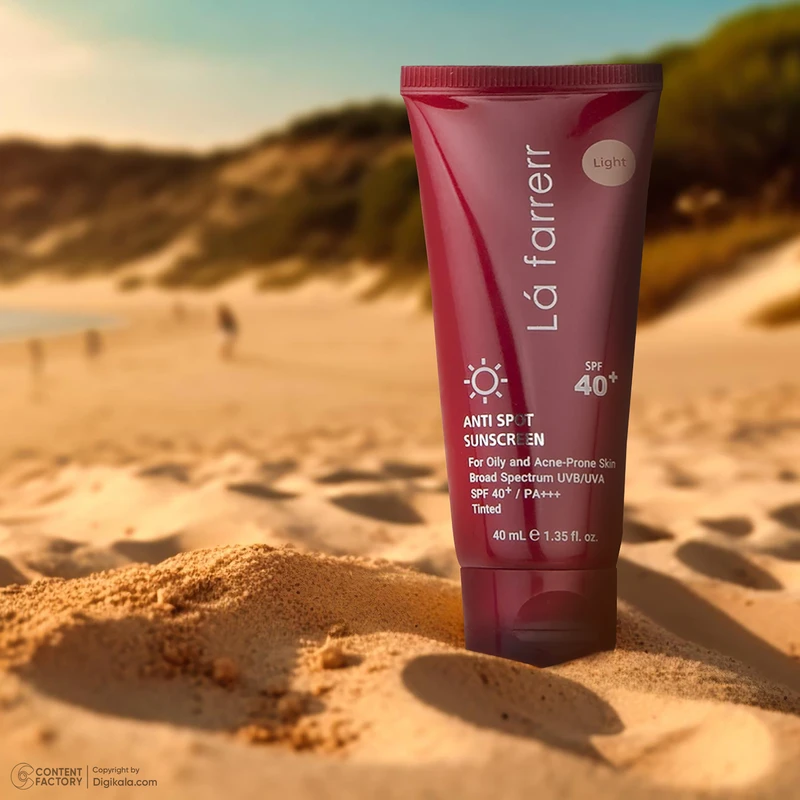 Light
Lá farrerr
SPF
40+
ANTI SPOT
SUNSCREEN
For Oily and Acne-Prone Skin
Broad Spectrum UVB/UVA
SPF 40+ / PA+++
Tinted
40 mL e 1.35 fl. oz.
CONTENT
FACTORY
Copyright by
Digikala.com